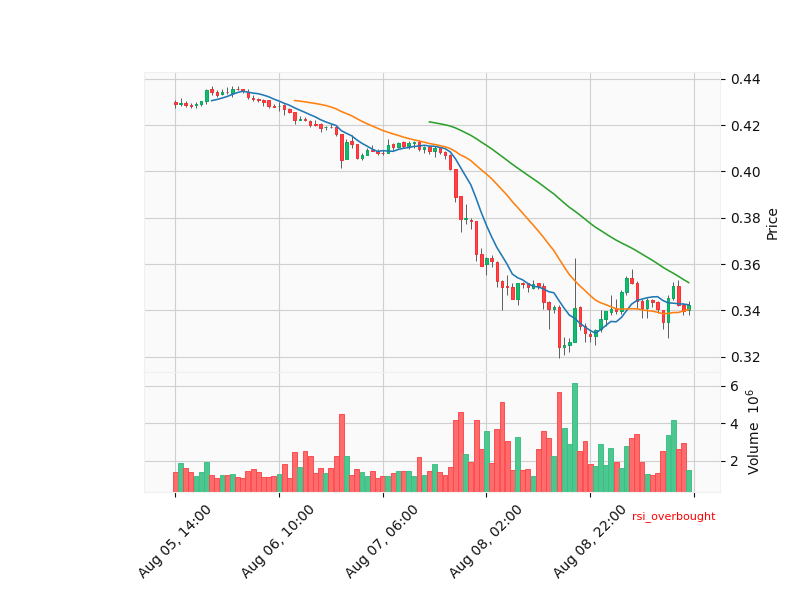 0.44
0.42
0.40
0.38
0.36
0.34
0.32
Price
6
4
2
Volume 10^6
Aug 05, 14:00
Aug 06, 10:00
Aug 07, 06:00
Aug 08, 02:00
Aug 08, 22:00
rsi_overbought